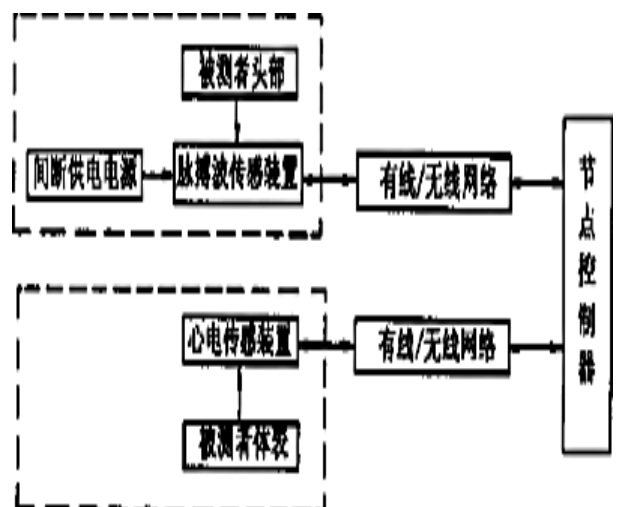 被测者头部
间断供电电源
脉搏波传感装置
有线/无线网络
节点控制器
心电传感装置
有线/无线网络
被测者体表